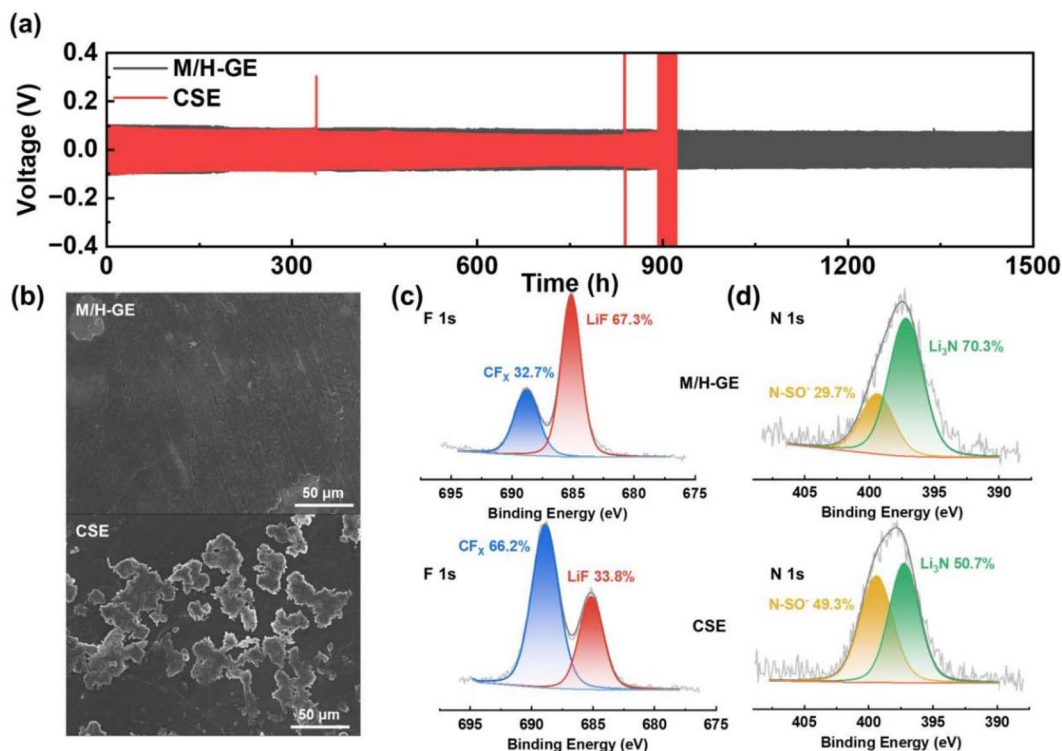 (a)
0.4
0.2
0.0
-0.2
-0.4
Voltage (V)
M/H-GE
CSE
0
300
600
900
1200
1500
Time (h)
(b)
M/H-GE
50 µm
CSE
50 µm
(c)
F 1s
LiF 67.3%
CFX 32.7%
695
690
685
680
675
Binding Energy (eV)
CFX 66.2%
F 1s
LiF 33.8%
695
690
685
680
675
Binding Energy (eV)
M/H-GE
CSE
(d)
N 1s
Li₃N 70.3%
N-SO⁻ 29.7%
405
400
395
390
Binding Energy (eV)
N 1s
Li₃N 50.7%
N-SO⁻ 49.3%
405
400
395
390
Binding Energy (eV)